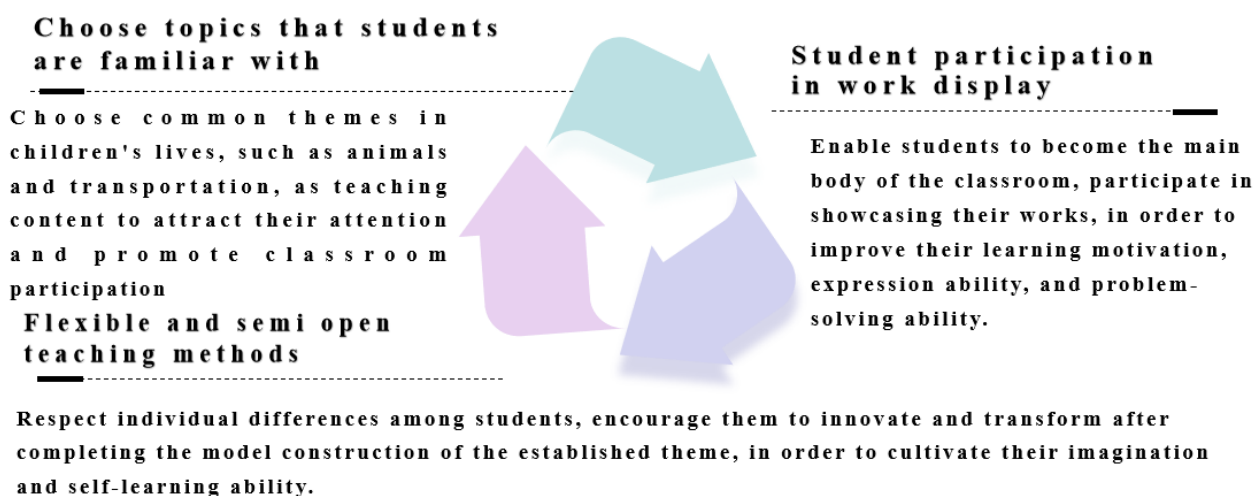 Choose topics that students
are familiar with
Choose common themes in
children's lives, such as animals
and transportation, as teaching
content to attract their attention
and promote classroom
participation
Flexible and semi open
teaching methods
Respect individual differences among students, encourage them to innovate and transform after
completing the model construction of the established theme, in order to cultivate their imagination
and self-learning ability.
Student participation
in work display
Enable students to become the main
body of the classroom, participate in
showcasing their works, in order to
improve their learning motivation,
expression ability, and problem-
solving ability.